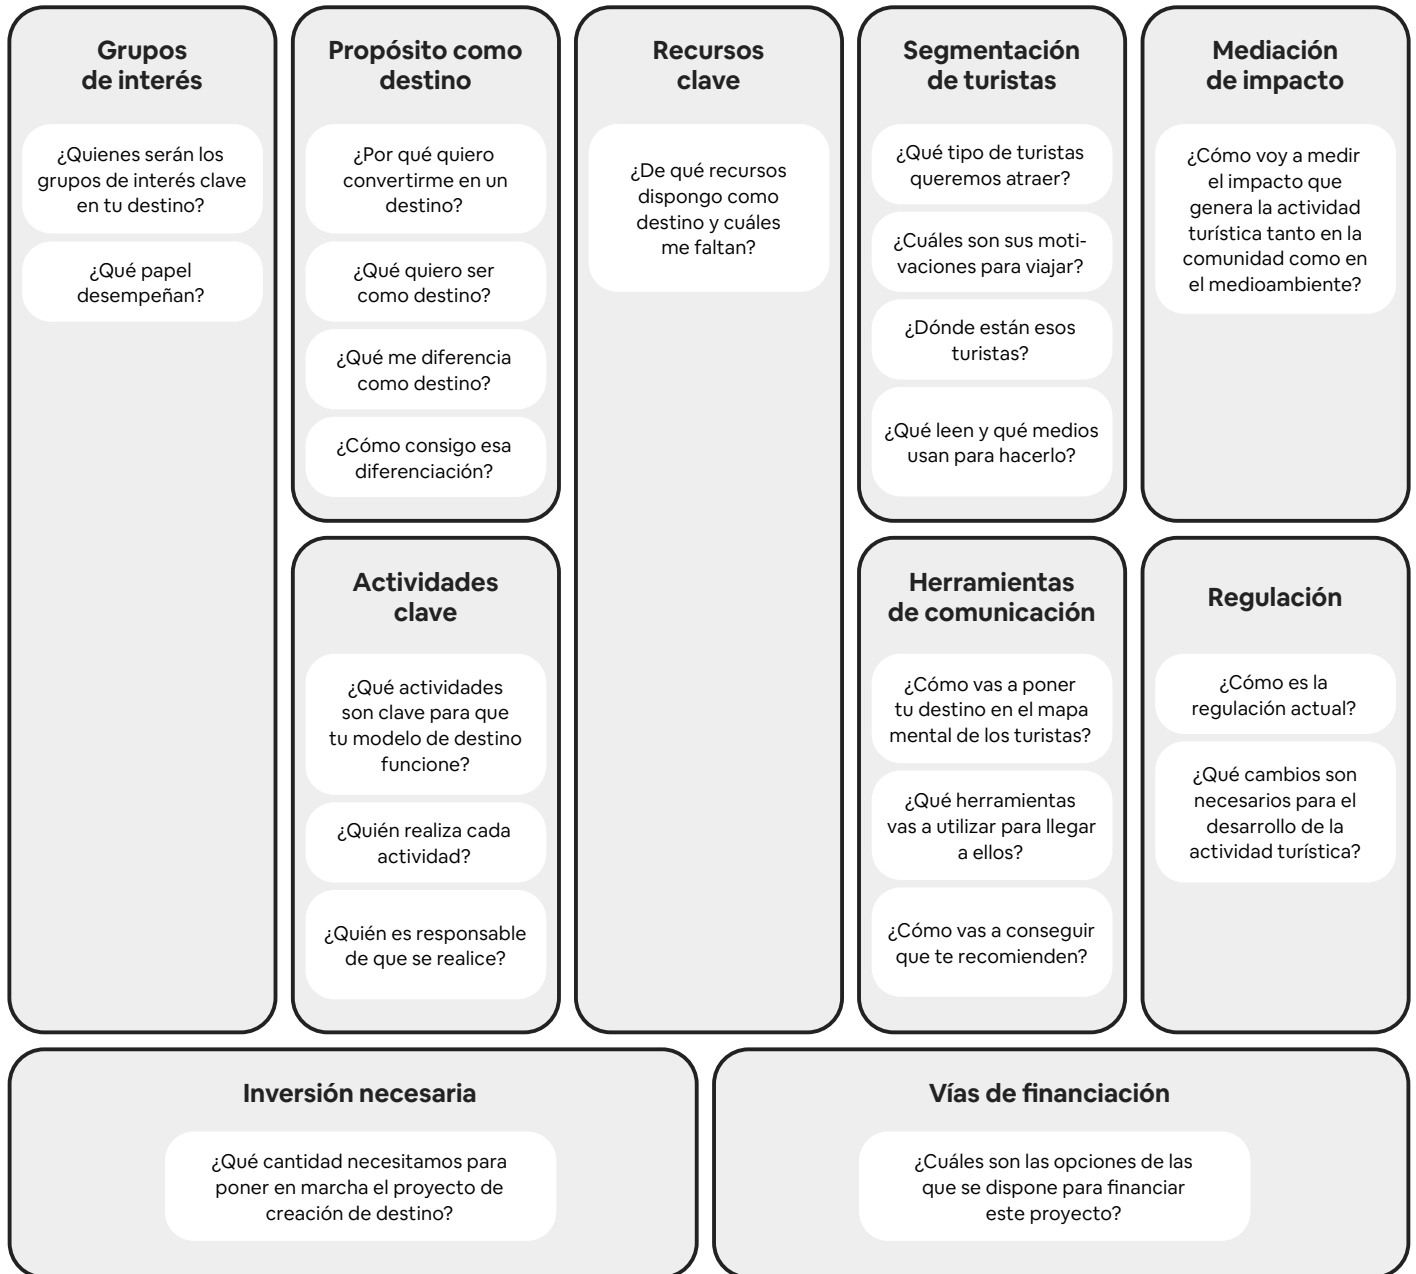 Grupos
de interés
¿Quienes serán los
grupos de interés clave
en tu destino?
¿Qué papel
desempeñan?
Propósito como
destino
¿Por qué quiero
convertirme en un
destino?
¿Qué quiero ser
como destino?
¿Qué me diferencia
como destino?
¿Cómo consigo esa
diferenciación?
Actividades
clave
¿Qué actividades
son clave para que
tu modelo de destino
funcione?
¿Quién realiza cada
actividad?
¿Quién es responsable
de que se realice?
Recursos
clave
¿De qué recursos
dispongo como
destino y cuáles
me faltan?
Segmentación
de turistas
¿Qué tipo de turistas
queremos atraer?
¿Cuáles son sus moti-
vaciones para viajar?
¿Dónde están esos
turistas?
¿Qué leen y qué medios
usan para hacerlo?
Herramientas
de comunicación
¿Cómo vas a poner
tu destino en el mapa
mental de los turistas?
¿Qué herramientas
vas a utilizar para llegar
a ellos?
¿Cómo vas a conseguir
que te recomienden?
Mediación
de impacto
¿Cómo voy a medir
el impacto que
genera la actividad
turística tanto en la
comunidad como en
el medioambiente?
Regulación
¿Cómo es la
regulación actual?
¿Qué cambios son
necesarios para el
desarrollo de la
actividad turística?
Inversión necesaria
¿Qué cantidad necesitamos para
poner en marcha el proyecto de
creación de destino?
Vías de financiación
¿Cuáles son las opciones de las
que se dispone para financiar
este proyecto?